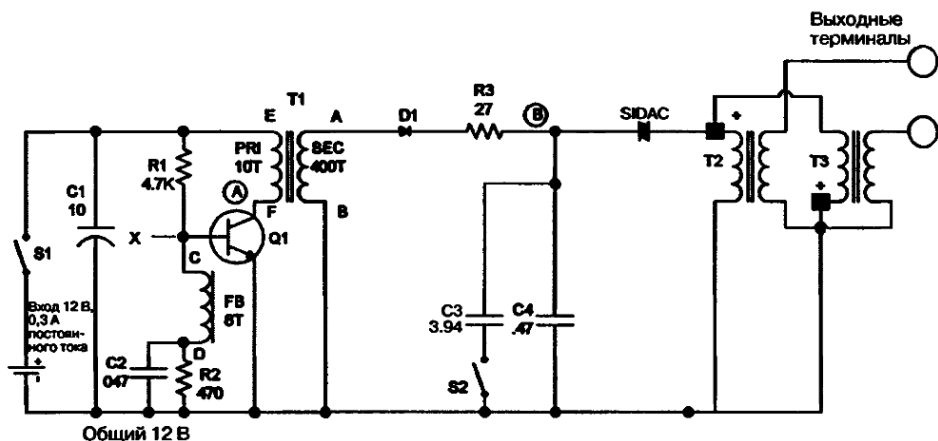 Выходные
терминалы
R3
27
T1
E
A
D1
B
SIDAC
+
PRI
10T
SEC
400T
R1
4.7K
T2
T3
+
C1
10
A
F
B
X
Q1
S1
C
FB
8T
C3
3.94
C4
.47
Вход 12 В,
0,3 А
постоян-
ного тока
+
-
D
C2
047
R2
470
S2
Общий 12 В